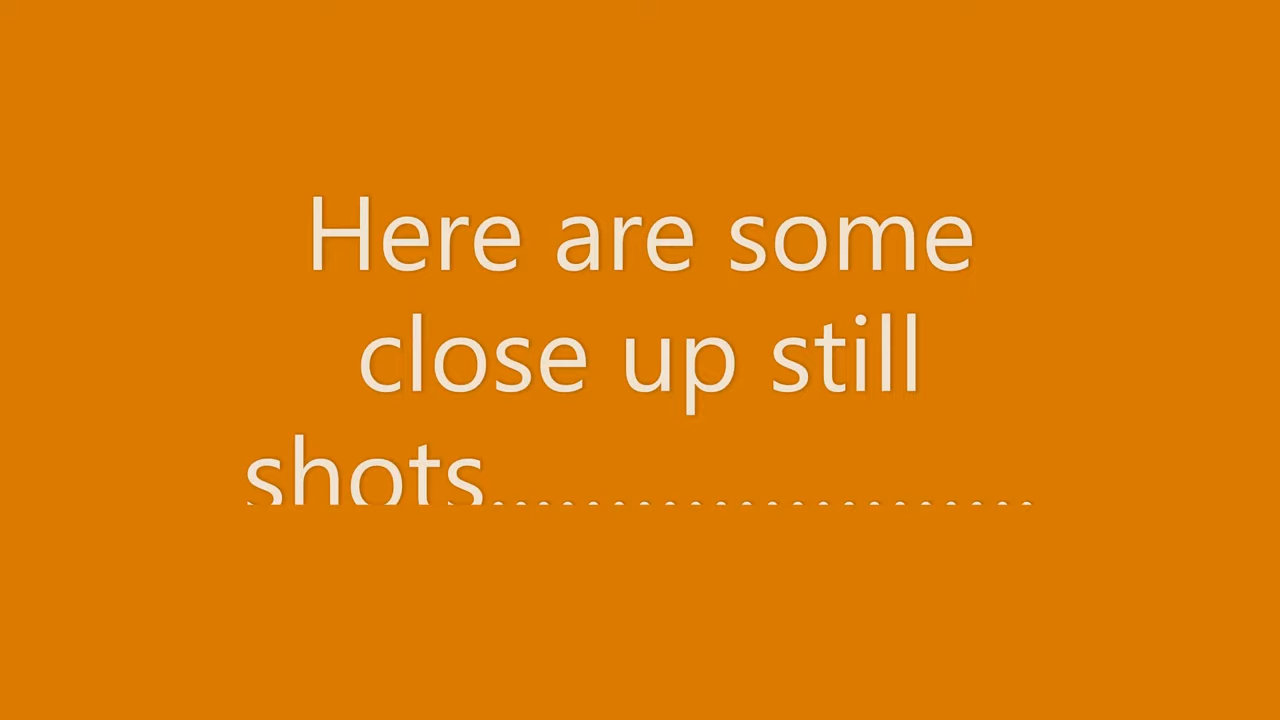 Here are some
close up still
shots......................